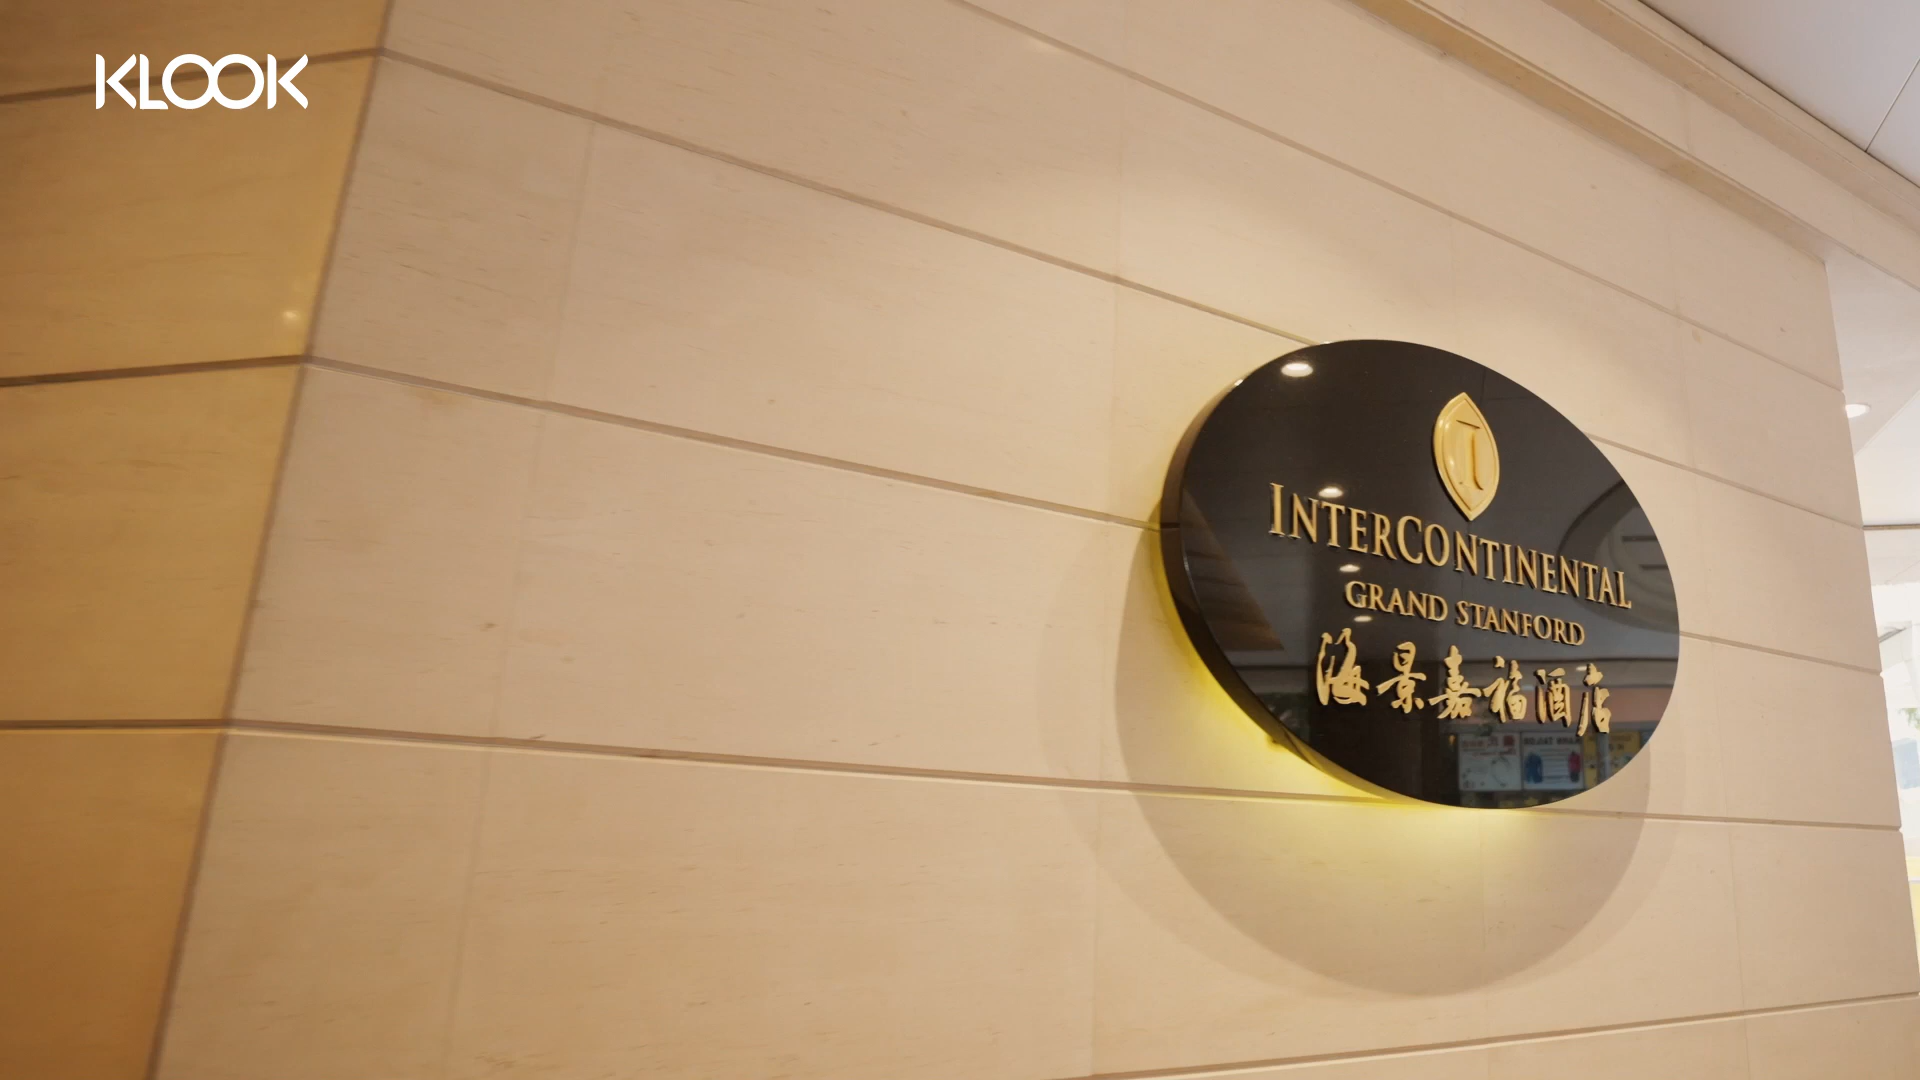 KLOOK
I
INTERCONTINENTAL
GRAND STANFORD
海景嘉福酒店